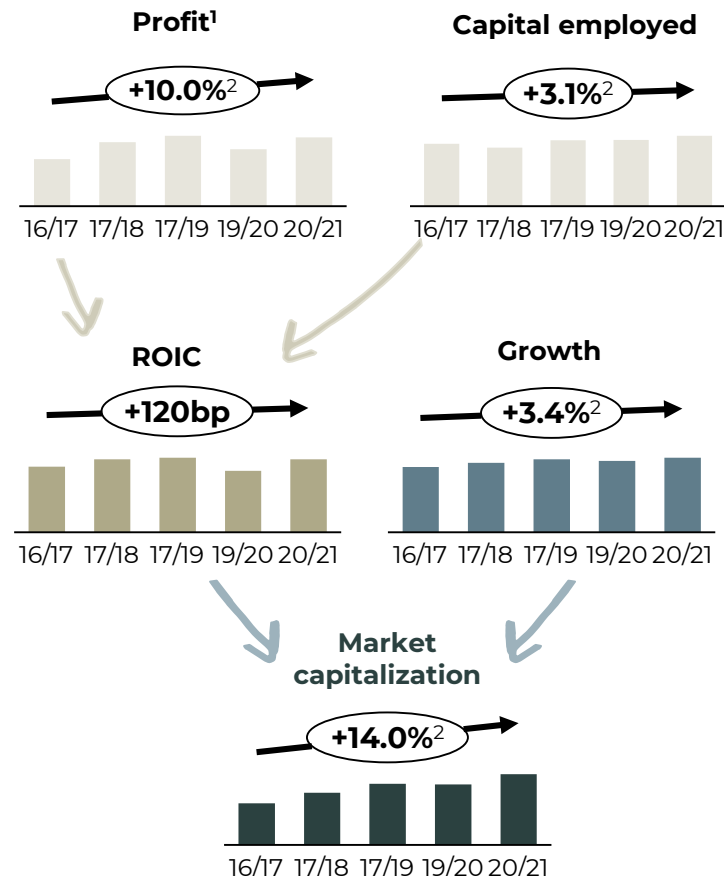 Profit¹
+10.0%²
16/17 17/18 17/19 19/20 20/21
Capital employed
+3.1%²
16/17 17/18 17/19 19/20 20/21
ROIC
+120bp
16/17 17/18 17/19 19/20 20/21
Growth
+3.4%²
16/17 17/18 17/19 19/20 20/21
Market
capitalization
+14.0%²
16/17 17/18 17/19 19/20 20/21